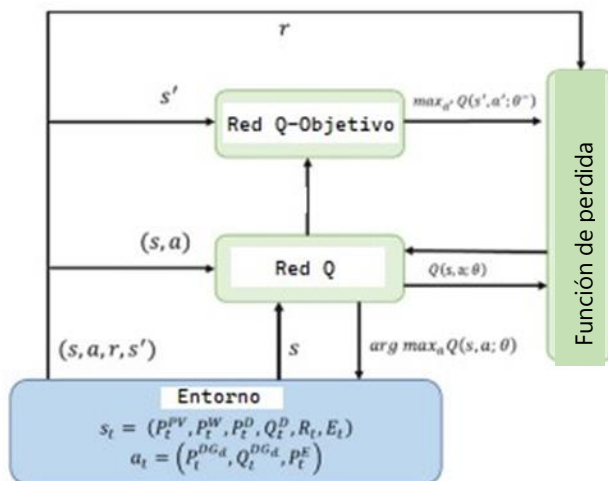 r
s′
Red Q-Objetivo
max_a′ Q(s′, a′; θ⁻)
(s, a)
Red Q
Q(s, a; θ)
Función de perdida
(s, a, r, s′)
s
arg max_a Q(s, a; θ)
Entorno
s_t = (P_t^PV, P_t^W, P_t^D, Q_t^D, R_t, E_t)
a_t = (P_t^DG_d, Q_t^DG_d, P_t^E)